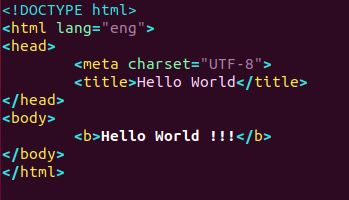 <!DOCTYPE html>
<html lang="eng">
<head>
        <meta charset="UTF-8">
        <title>Hello World</title>
</head>
<body>
        <b>Hello World !!!</b>
</body>
</html>